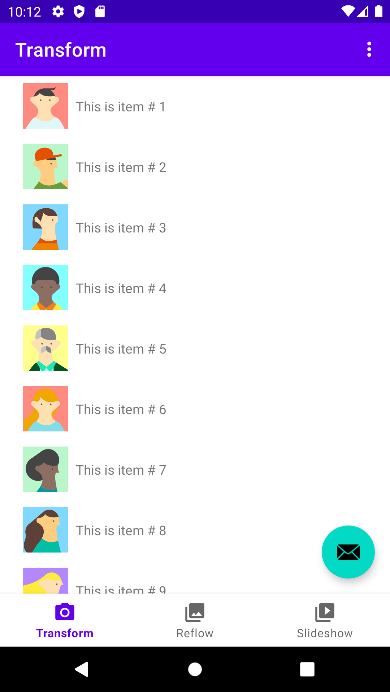 10:12
Transform
This is item # 1
This is item # 2
This is item # 3
This is item # 4
This is item # 5
This is item # 6
This is item # 7
This is item # 8
This is item # 9
Transform
Reflow
Slideshow